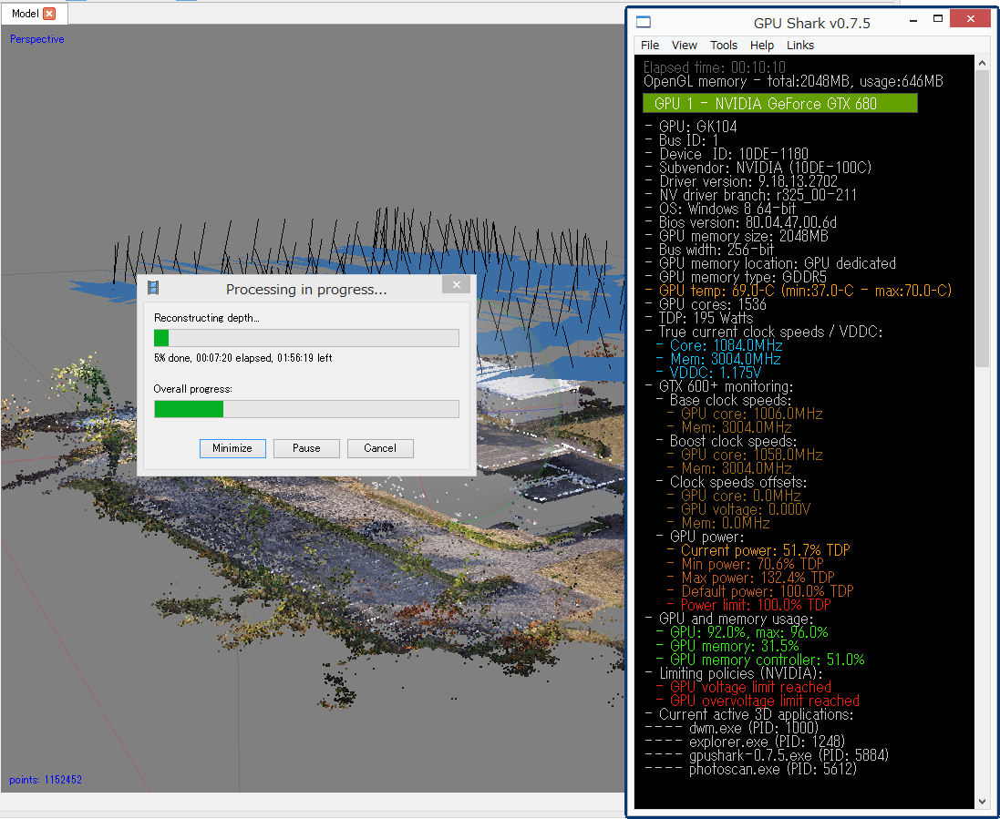 Model
Perspective
Processing in progress...
Reconstructing depth...
5% done, 00:07:20 elapsed, 01:56:19 left
Overall progress:
Minimize
Pause
Cancel
points: 1152452
GPU Shark v0.7.5
File View Tools Help Links
Elapsed time: 00:10:10
OpenGL memory - total:2048MB, usage:646MB
GPU 1 - NVIDIA GeForce GTX 680
- GPU: GK104
- Bus ID: 1
- Device ID: 10DE-1180
- Subvendor: NVIDIA (10DE-100C)
- Driver version: 9.18.13.2702
- NV driver branch: r325_00-211
- OS: Windows 8 64-bit
- Bios version: 80.04.47.00.6d
- GPU memory size: 2048MB
- Bus width: 256-bit
- GPU memory location: GPU dedicated
- GPU memory type: GDDR5
- GPU temp: 69.0-C (min:37.0-C - max:70.0-C)
- GPU cores: 1536
- TDP: 195 Watts
- True current clock speeds / VDDC:
- Core: 1084.0MHz
- Mem: 3004.0MHz
- VDDC: 1.175V
- GTX 600+ monitoring:
- Base clock speeds:
- GPU core: 1006.0MHz
- Mem: 3004.0MHz
- Boost clock speeds:
- GPU core: 1058.0MHz
- Mem: 3004.0MHz
- Clock speeds offsets:
- GPU core: 0.0MHz
- GPU voltage: 0.000V
- Mem: 0.0MHz
- GPU power:
- Current power: 51.7% TDP
- Min power: 70.6% TDP
- Max power: 132.4% TDP
- Default power: 100.0% TDP
- Power limit: 100.0% TDP
- GPU and memory usage:
- GPU: 92.0%, max: 96.0%
- GPU memory: 31.5%
- GPU memory controller: 51.0%
- Limiting policies (NVIDIA):
- GPU voltage limit reached
- GPU overvoltage limit reached
- Current active 3D applications:
---- dwm.exe (PID: 1000)
---- explorer.exe (PID: 1248)
---- gpushark-0.7.5.exe (PID: 5884)
---- photoscan.exe (PID: 5612)